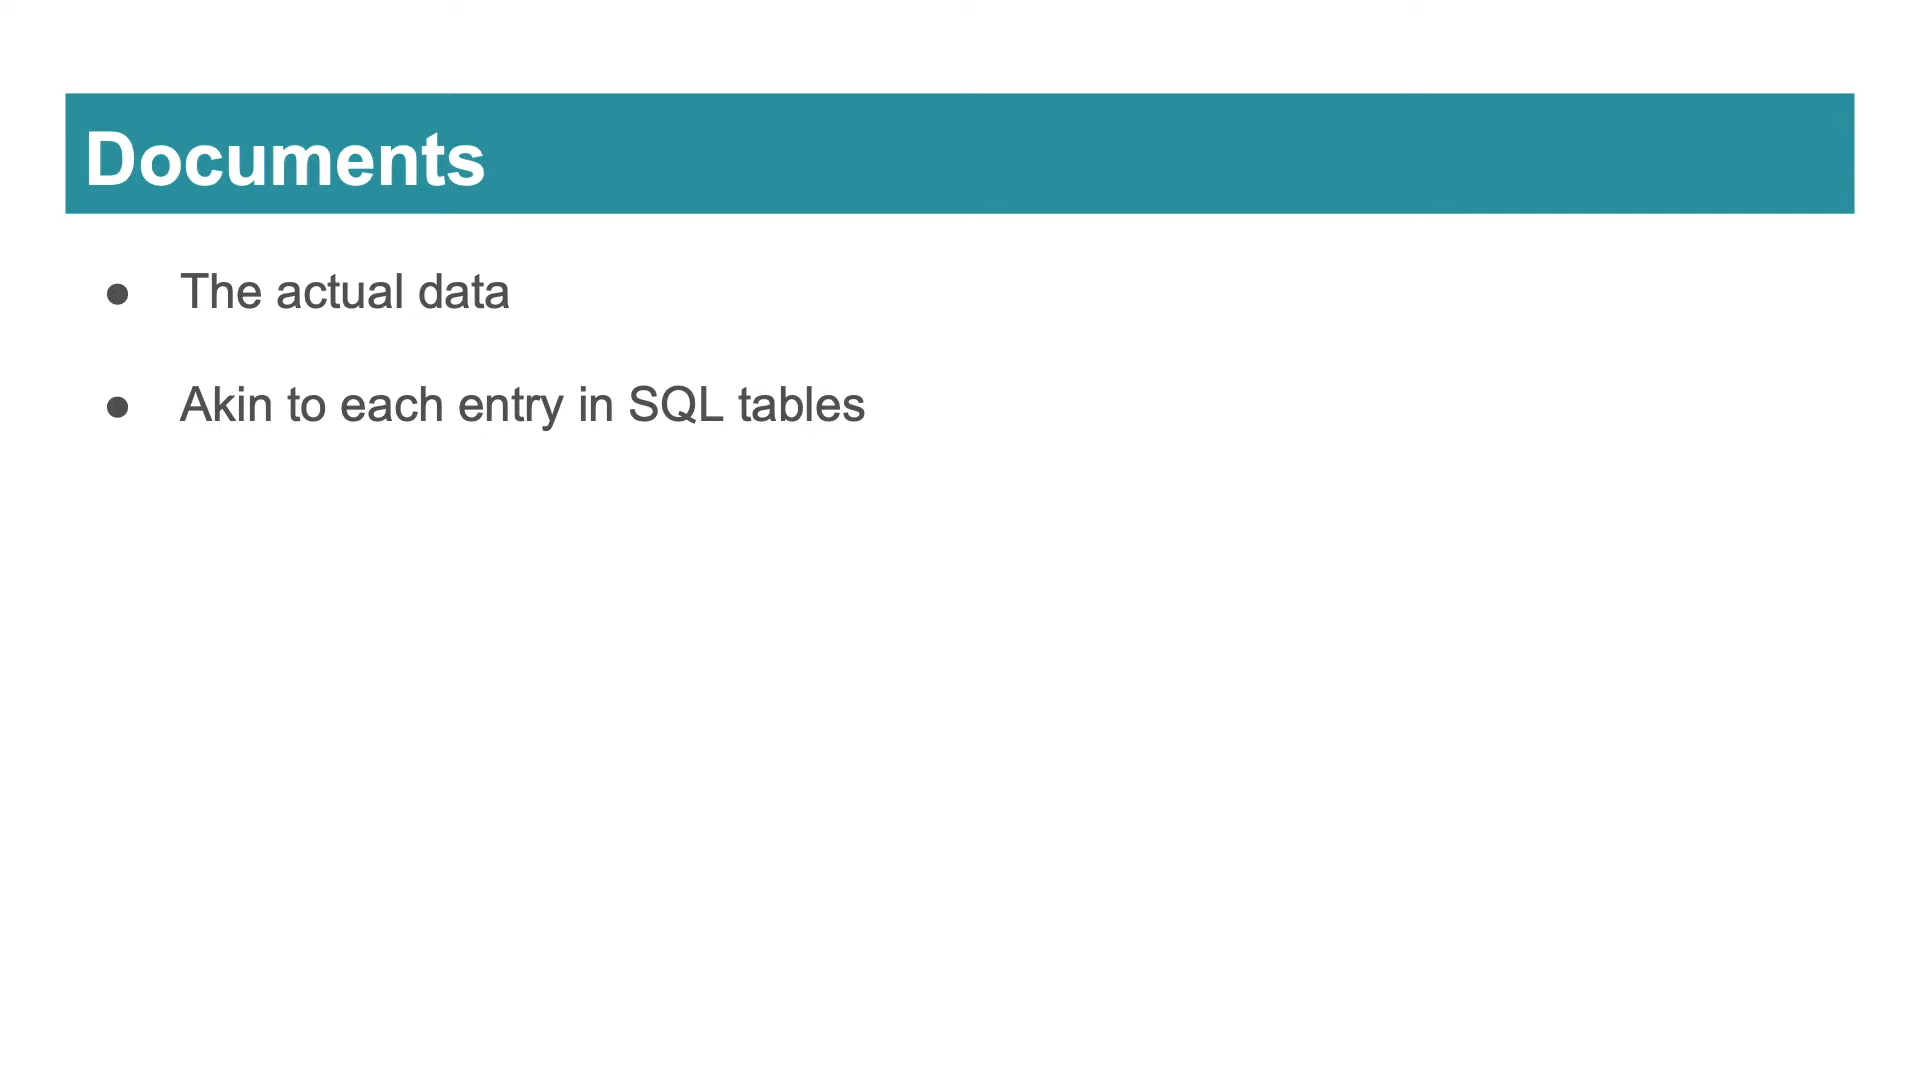 Documents
● The actual data
● Akin to each entry in SQL tables